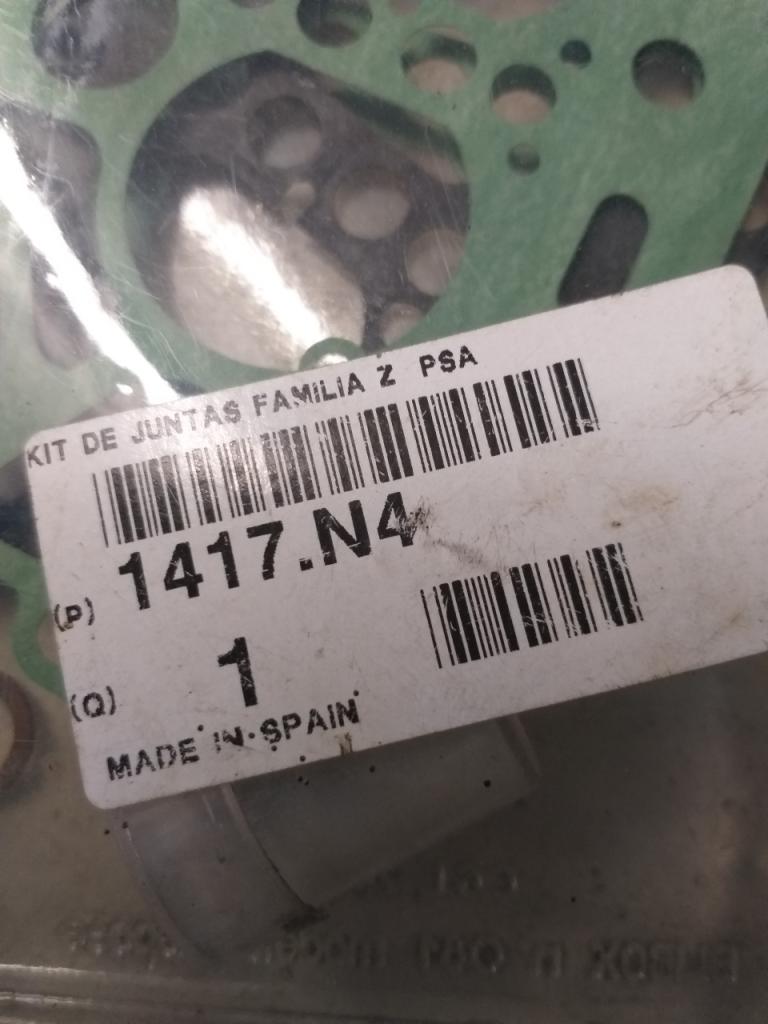 KIT DE JUNTAS FAMILIA Z PSA
(P) 1417.N4
(Q) 1
MADE IN SPAIN